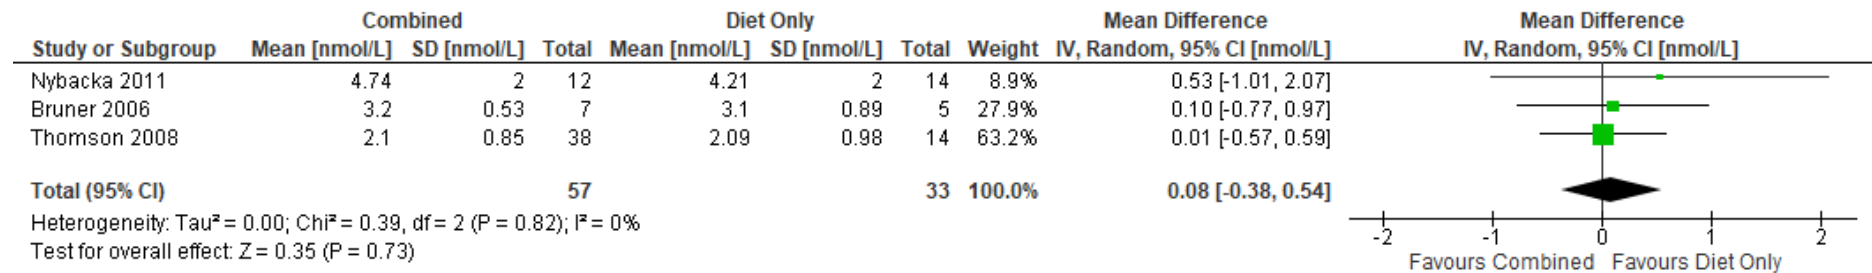 Combined Diet Only Mean Difference Mean Difference
Study or Subgroup Mean [nmol/L] SD [nmol/L] Total Mean [nmol/L] SD [nmol/L] Total Weight IV, Random, 95% CI [nmol/L] IV, Random, 95% CI [nmol/L]
Nybacka 2011 4.74 2 12 4.21 2 14 8.9% 0.53 [-1.01, 2.07]
Bruner 2006 3.2 0.53 7 3.1 0.89 5 27.9% 0.10 [-0.77, 0.97]
Thomson 2008 2.1 0.85 38 2.09 0.98 14 63.2% 0.01 [-0.57, 0.59]
Total (95% CI) 57 33 100.0% 0.08 [-0.38, 0.54]
Heterogeneity: Tau² = 0.00; Chi² = 0.39, df = 2 (P = 0.82); I² = 0%
Test for overall effect: Z = 0.35 (P = 0.73)
-2 -1 0 1 2
Favours Combined Favours Diet Only